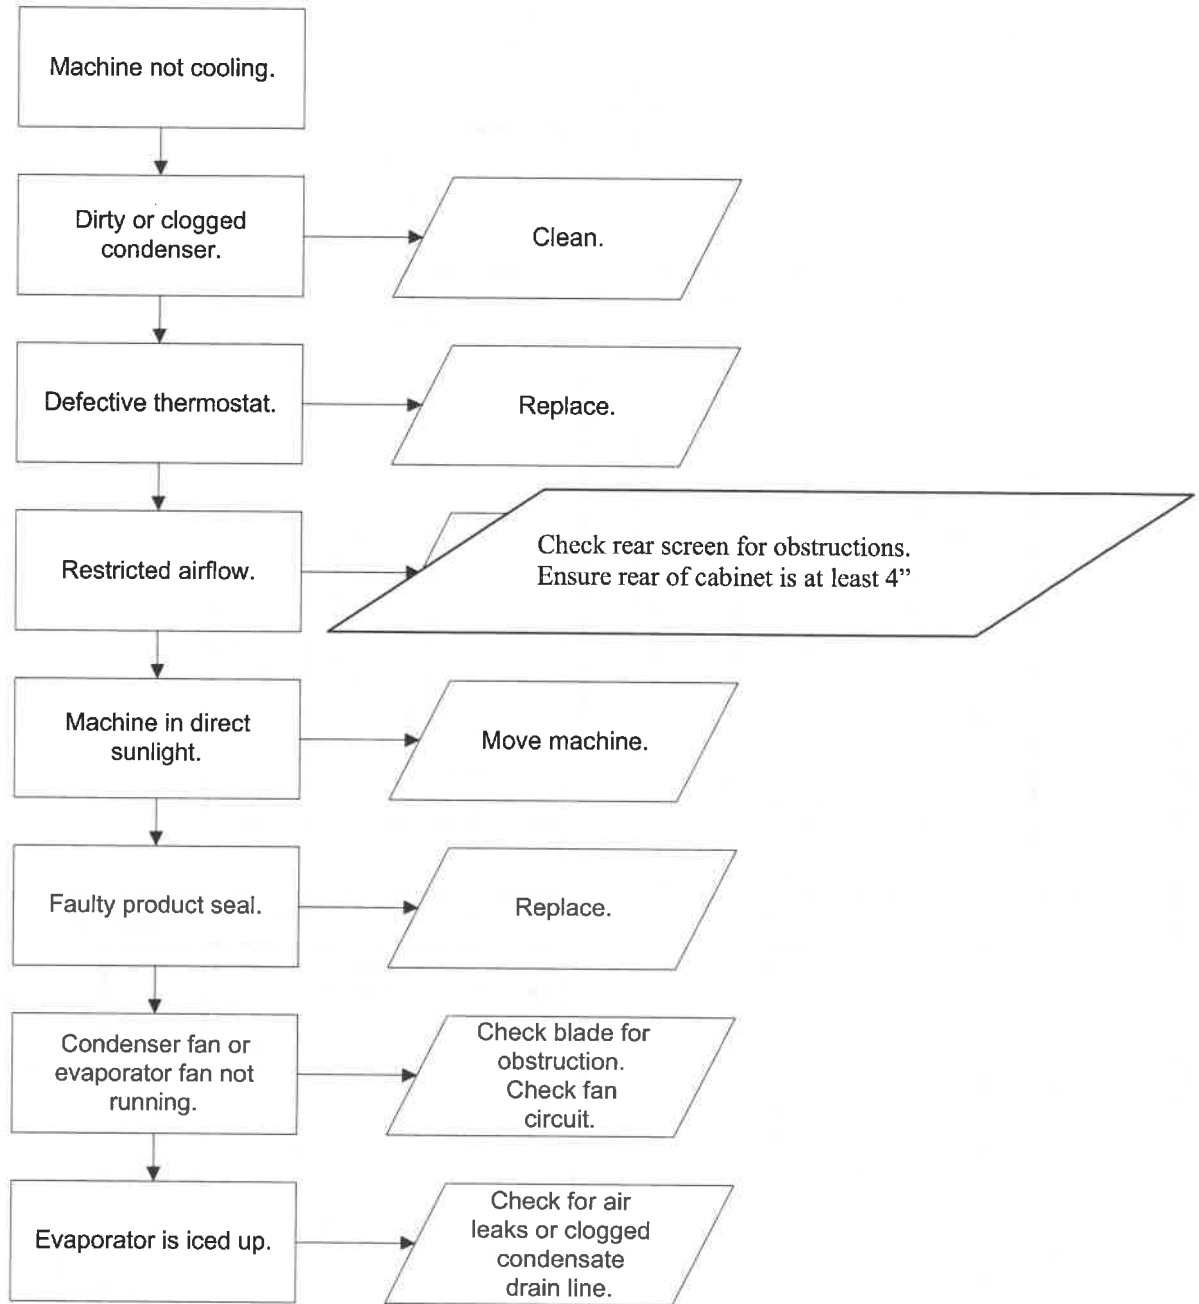 Machine not cooling.
Dirty or clogged
condenser.
Clean.
Defective thermostat.
Replace.
Restricted airflow.
Check rear screen for obstructions.
Ensure rear of cabinet is at least 4”
Machine in direct
sunlight.
Move machine.
Faulty product seal.
Replace.
Condenser fan or
evaporator fan not
running.
Check blade for
obstruction.
Check fan
circuit.
Evaporator is iced up.
Check for air
leaks or clogged
condensate
drain line.